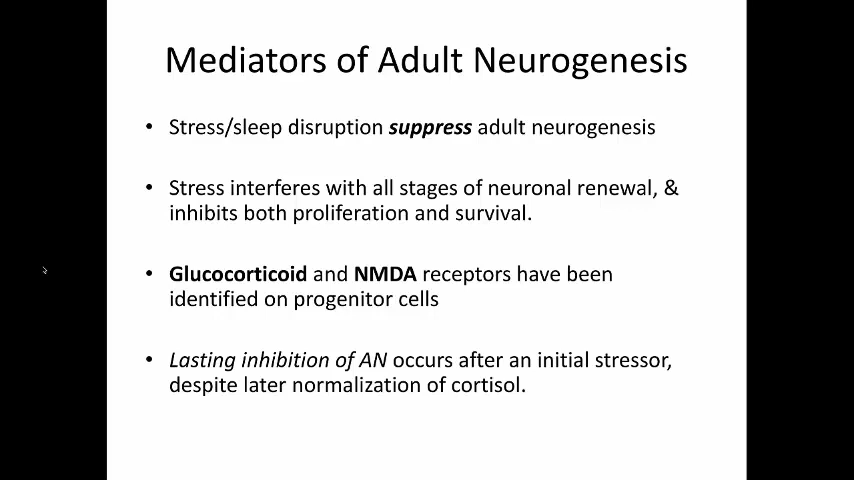 Mediators of Adult Neurogenesis
• Stress/sleep disruption suppress adult neurogenesis
• Stress interferes with all stages of neuronal renewal, &
inhibits both proliferation and survival.
• Glucocorticoid and NMDA receptors have been
identified on progenitor cells
• Lasting inhibition of AN occurs after an initial stressor,
despite later normalization of cortisol.